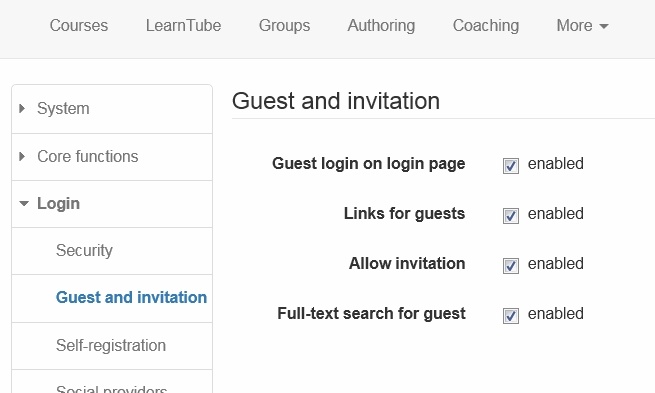 Courses LearnTube Groups Authoring Coaching More
System
Core functions
Login
Security
Guest and invitation
Self-registration
Social providers
Guest and invitation
Guest login on login page enabled
Links for guests enabled
Allow invitation enabled
Full-text search for guest enabled